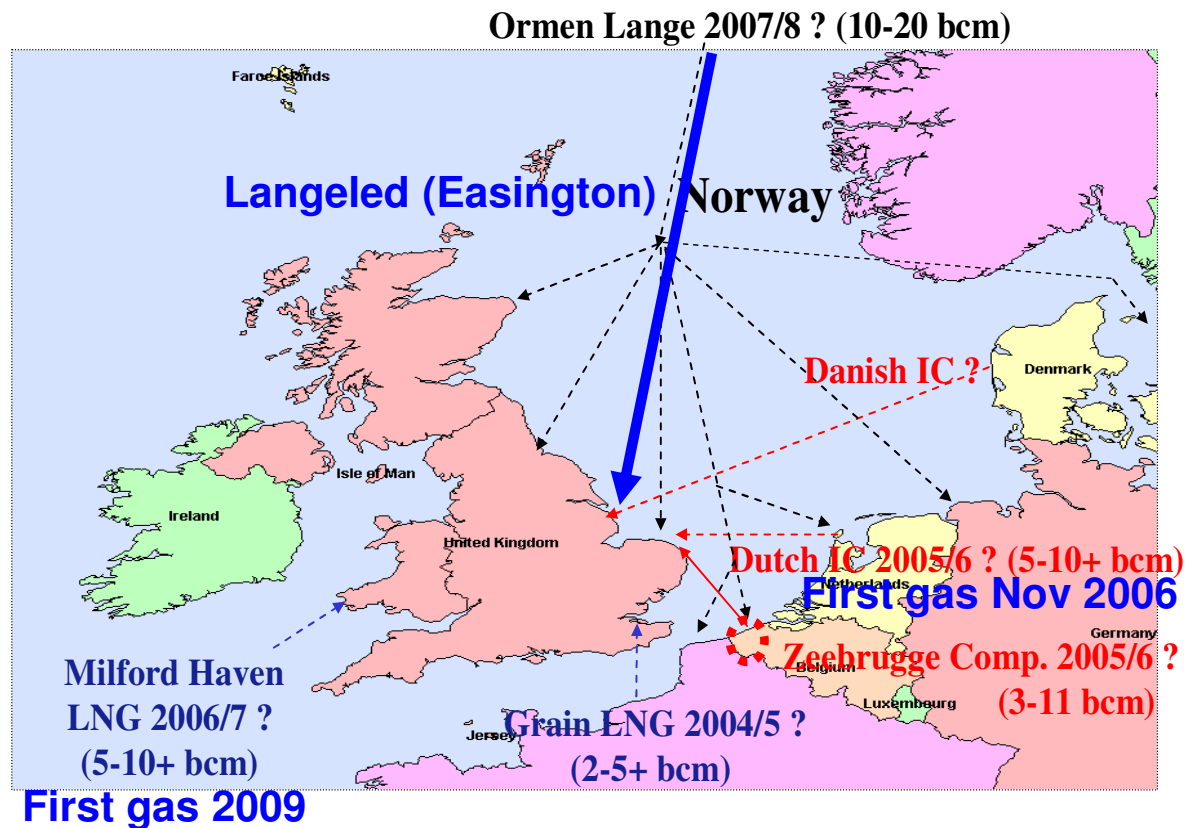 Ormen Lange 2007/8 ? (10-20 bcm)
Faroe Islands
Langeled (Easington)
Norway
Danish IC ?
Denmark
Isle of Man
Ireland
United Kingdom
Dutch IC 2005/6 ? (5-10+ bcm)
Netherlands
First gas Nov 2006
Germany
Zeebrugge Comp. 2005/6 ?
(3-11 bcm)
Belgium
Luxembourg
Milford Haven
LNG 2006/7 ?
(5-10+ bcm)
Jersey
Grain LNG 2004/5 ?
(2-5+ bcm)
First gas 2009